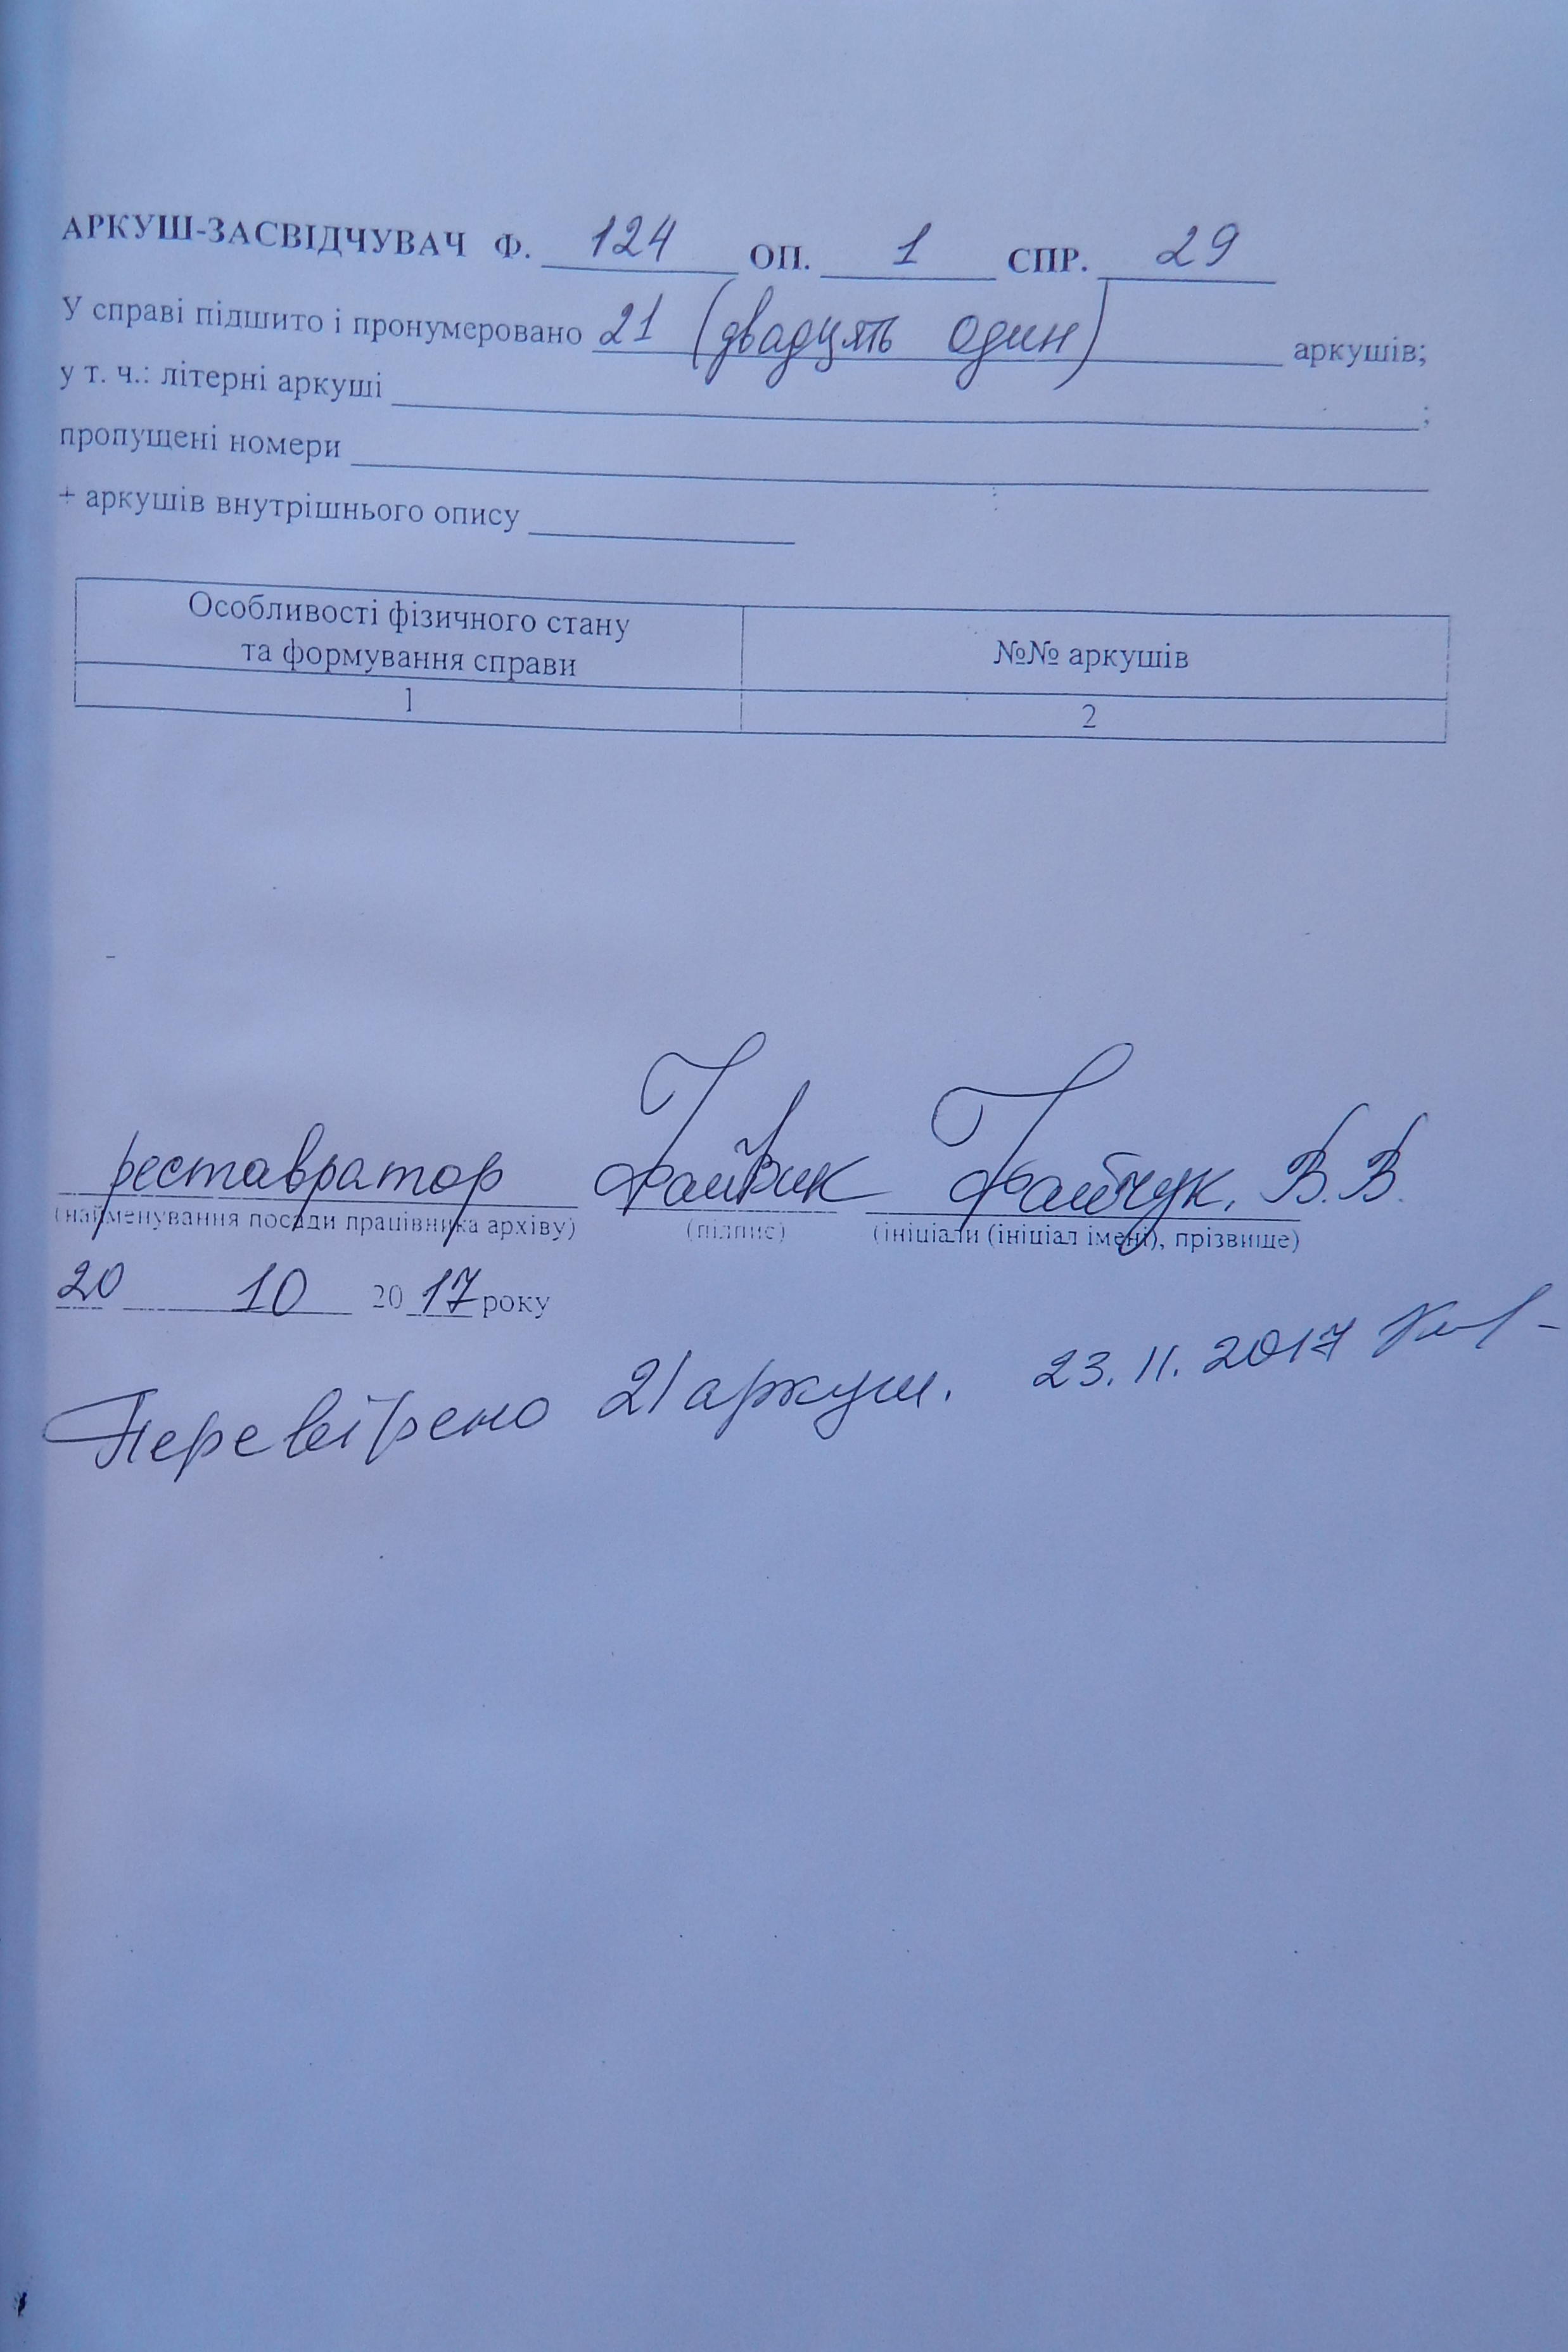 АРКУШ-ЗАСВІДЧУВАЧ Ф. 124 ОП. 1 СПР. 29
У справі підшито і пронумеровано 21 (двадцять один) аркушів;
у т. ч.: літерні аркуші ;
пропущені номери
+ аркушів внутрішнього опису
Особливості фізичного стану
та формування справи
№№ аркушів
1
2
реставратор В.В.
(найменування посади працівника архіву) (підпис) (ініціали (ініціал імені), прізвище)
20 10 2017 року
Перевірено 21 аркуш. 23.11.2017